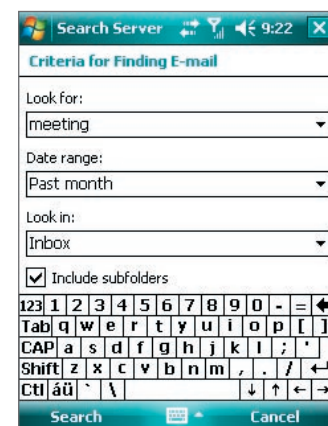 Search Server 9:22
Criteria for Finding E-mail
Look for:
meeting
Date range:
Past month
Look in:
Inbox
Include subfolders
123 1 2 3 4 5 6 7 8 9 0 - =
Tab q w e r t y u i o p [ ]
CAP a s d f g h j k l ; '
Shift z x c v b n m , . /
Ctl áü ` \ ↓ ↑ ← →
Search Cancel